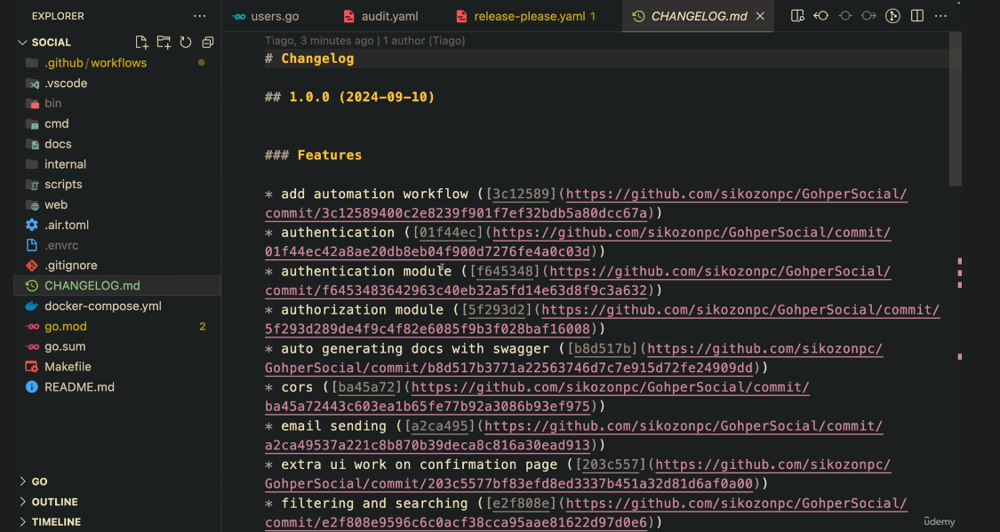 EXPLORER
users.go
audit.yaml
release-please.yaml 1
CHANGELOG.md
SOCIAL
.github/workflows
.vscode
bin
cmd
docs
internal
scripts
web
.air.toml
.envrc
.gitignore
CHANGELOG.md
docker-compose.yml
go.mod 2
go.sum
Makefile
README.md
GO
OUTLINE
TIMELINE
Tiago, 3 minutes ago | 1 author (Tiago)
# Changelog
## 1.0.0 (2024-09-10)
### Features
* add automation workflow ([3c12589](https://github.com/sikozonpc/GohperSocial/
commit/3c12589400c2e8239f901f7ef32bdb5a80dcc67a))
* authentication ([01f44ec](https://github.com/sikozonpc/GohperSocial/commit/
01f44ec42a8ae20db8eb04f900d7276fe4a0c03d))
* authentication module ([f645348](https://github.com/sikozonpc/GohperSocial/
commit/f6453483642963c40eb32a5fd14e63d8f9c3a632))
* authorization module ([5f293d2](https://github.com/sikozonpc/GohperSocial/commit/
5f293d289de4f9c4f82e6085f9b3f028baf16008))
* auto generating docs with swagger ([b8d517b](https://github.com/sikozonpc/
GohperSocial/commit/b8d517b3771a22563746d7c7e915d72fe24909dd))
* cors ([ba45a72](https://github.com/sikozonpc/GohperSocial/commit/
ba45a72443c603ea1b65fe77b92a3086b93ef975))
* email sending ([a2ca495](https://github.com/sikozonpc/GohperSocial/commit/
a2ca49537a221c8b870b39deca8c816a30ead913))
* extra ui work on confirmation page ([203c557](https://github.com/sikozonpc/
GohperSocial/commit/203c5577bf83efd8ed3337b451a32d81d6af0a00))
* filtering and searching ([e2f808e](https://github.com/sikozonpc/GohperSocial/
commit/e2f808e9596c6c0acf38cca95aae81622d97d0e6))
ûdemy